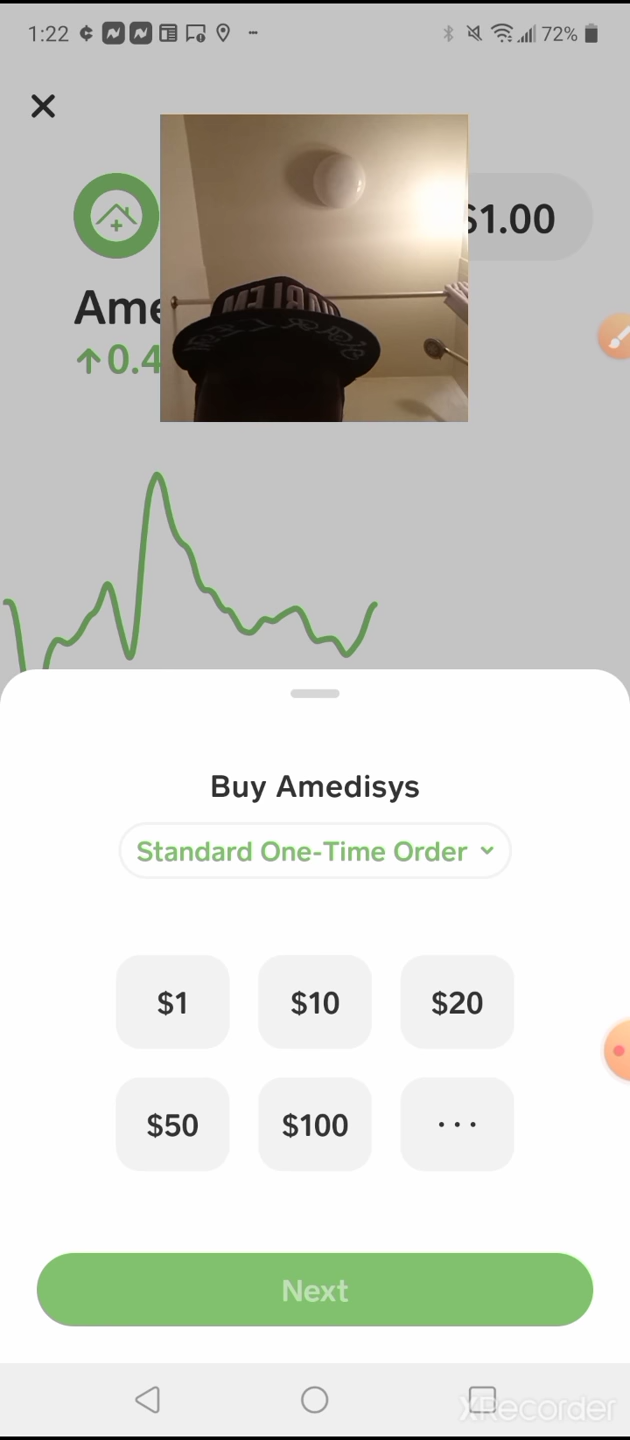 1:22
72%
$1.00
Ame
↑0.4
Buy Amedisys
Standard One-Time Order
$1 $10 $20
$50 $100 ...
Next
XRecorder